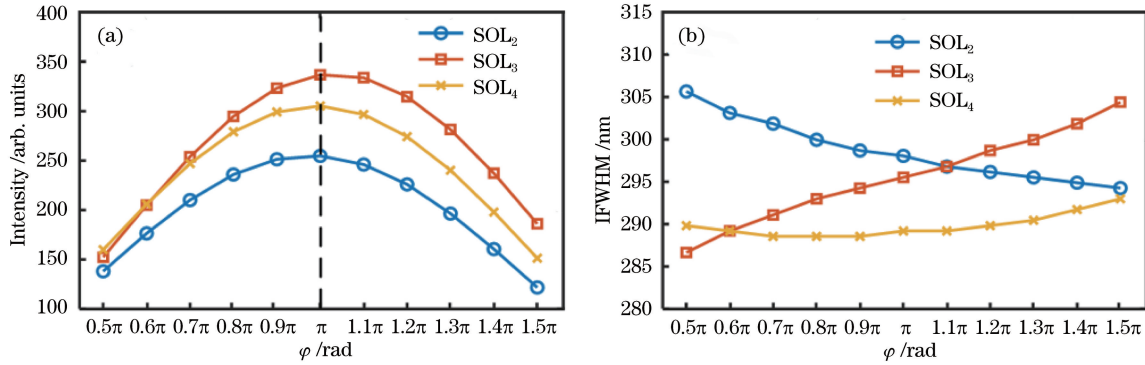 (a)
SOL₂
SOL₃
SOL₄
400
350
300
250
200
150
100
Intensity /arb. units
0.5π 0.6π 0.7π 0.8π 0.9π π 1.1π 1.2π 1.3π 1.4π 1.5π
φ /rad
(b)
SOL₂
SOL₃
SOL₄
315
310
305
300
295
290
285
280
IFWHM /nm
0.5π 0.6π 0.7π 0.8π 0.9π π 1.1π 1.2π 1.3π 1.4π 1.5π
φ /rad